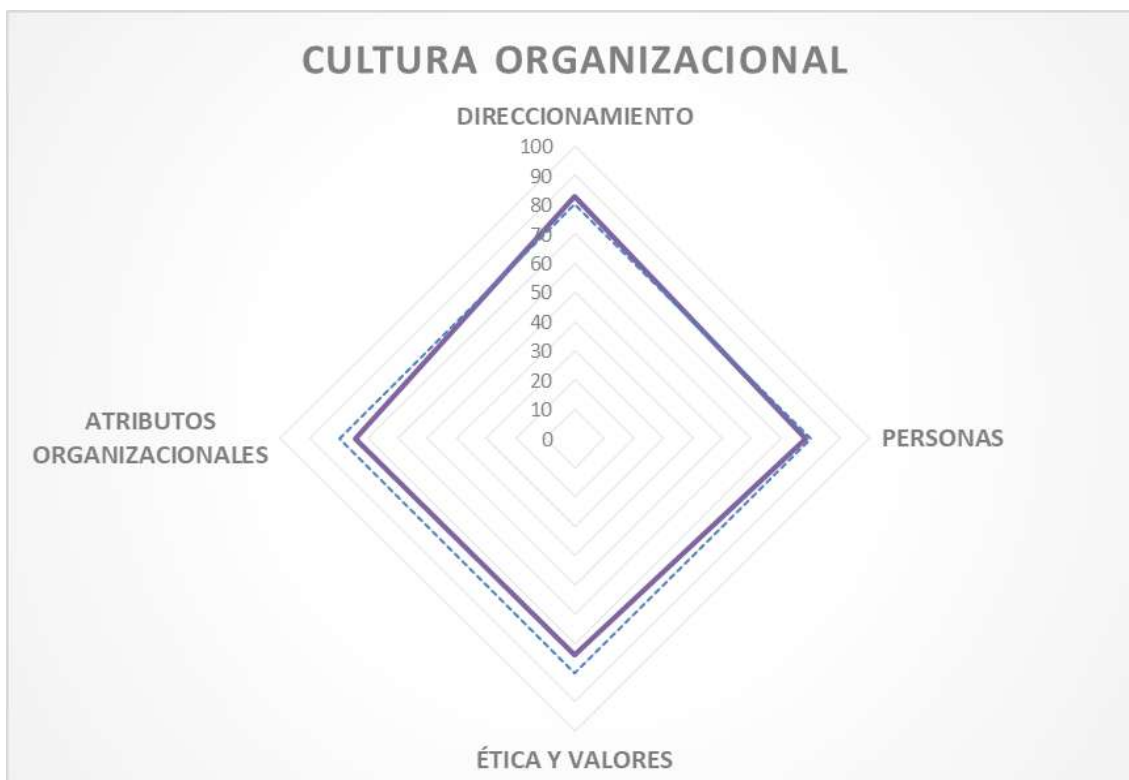 CULTURA ORGANIZACIONAL
DIRECCIONAMIENTO
100
90
80
70
60
50
40
30
20
10
0
ATRIBUTOS
ORGANIZACIONALES
PERSONAS
ÉTICA Y VALORES